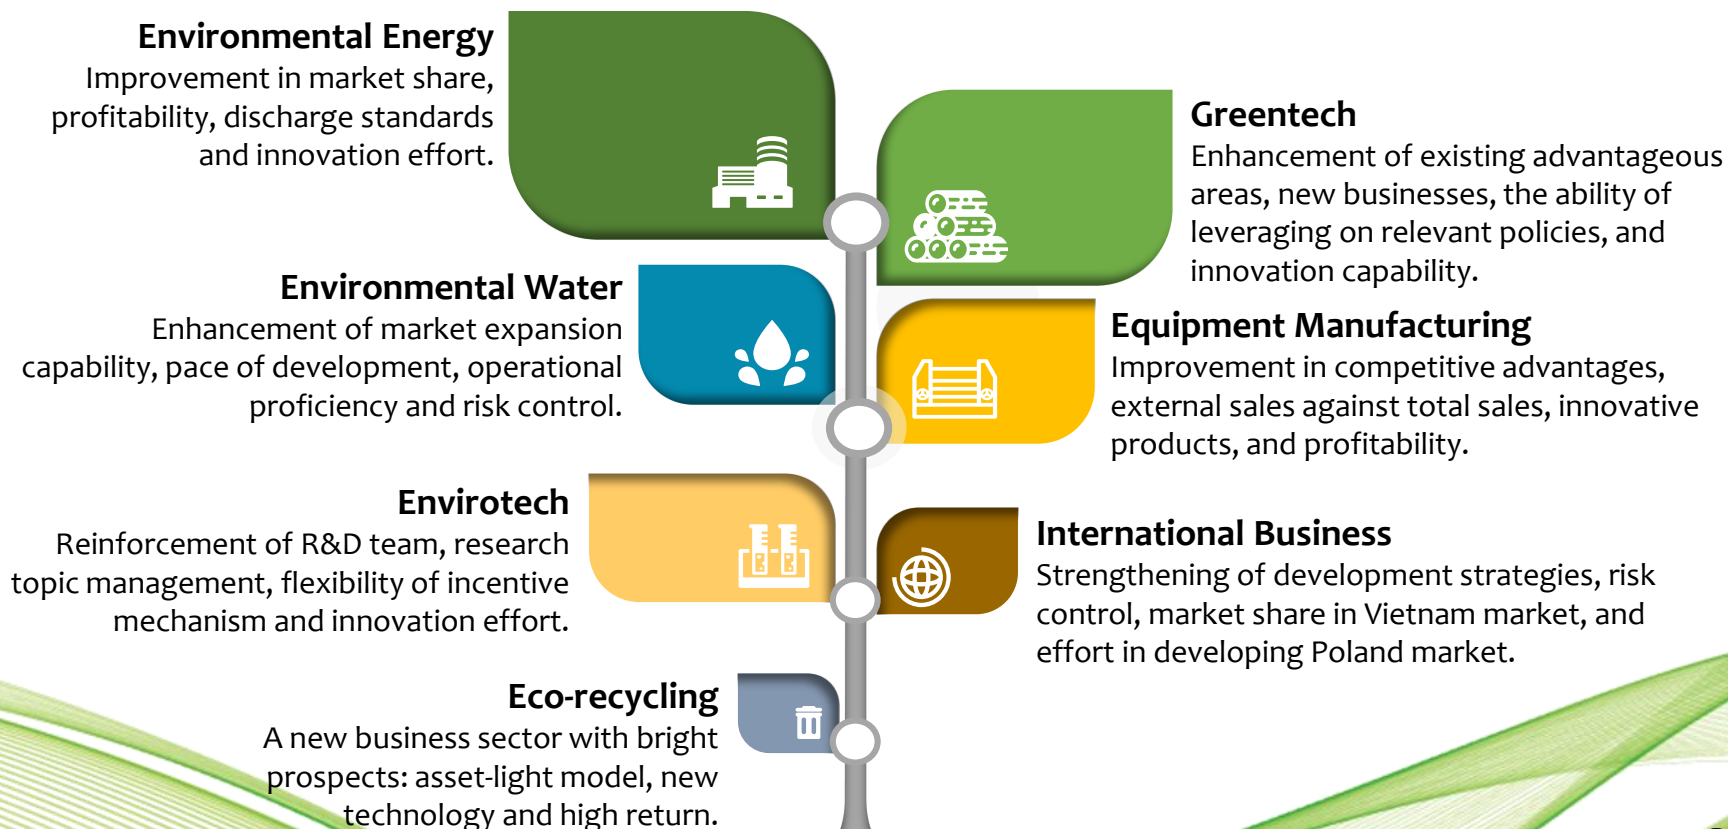 Environmental Energy
Improvement in market share,
profitability, discharge standards
and innovation effort.
Greentech
Enhancement of existing advantageous
areas, new businesses, the ability of
leveraging on relevant policies, and
innovation capability.
Environmental Water
Enhancement of market expansion
capability, pace of development, operational
proficiency and risk control.
Equipment Manufacturing
Improvement in competitive advantages,
external sales against total sales, innovative
products, and profitability.
Envirotech
Reinforcement of R&D team, research
topic management, flexibility of incentive
mechanism and innovation effort.
International Business
Strengthening of development strategies, risk
control, market share in Vietnam market, and
effort in developing Poland market.
Eco-recycling
A new business sector with bright
prospects: asset-light model, new
technology and high return.